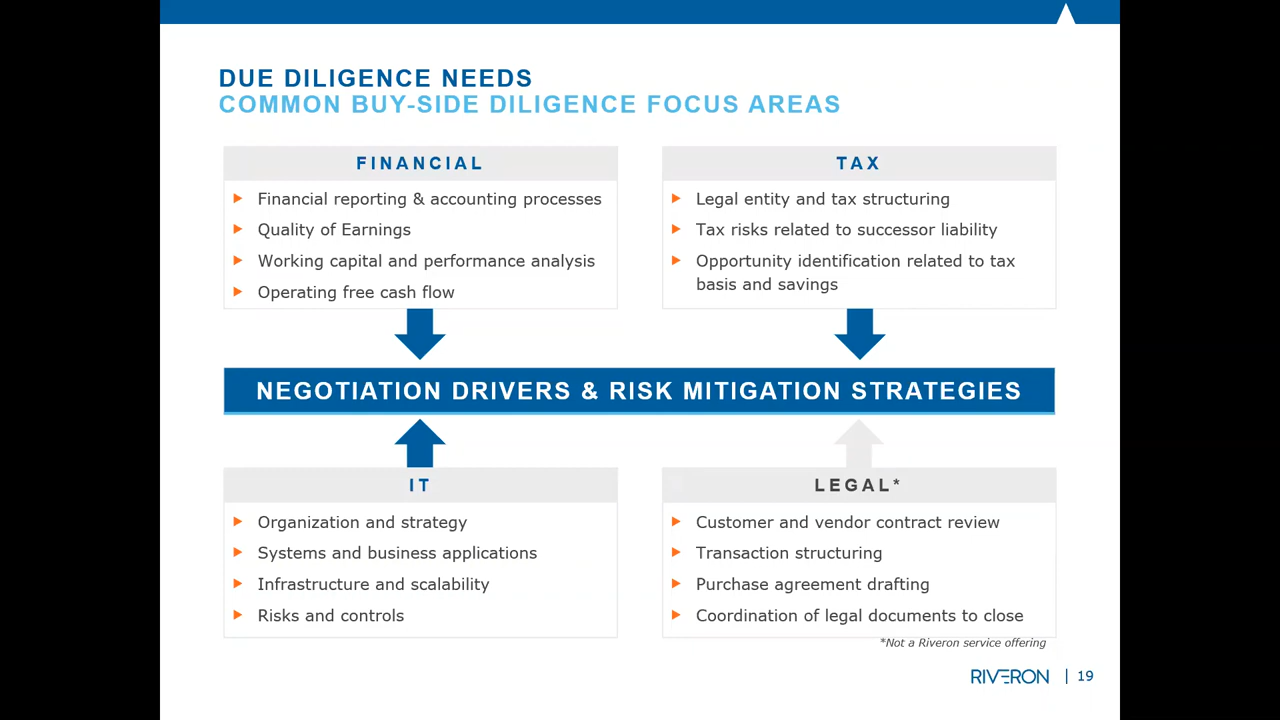 DUE DILIGENCE NEEDS
COMMON BUY-SIDE DILIGENCE FOCUS AREAS
FINANCIAL
Financial reporting & accounting processes
Quality of Earnings
Working capital and performance analysis
Operating free cash flow
TAX
Legal entity and tax structuring
Tax risks related to successor liability
Opportunity identification related to tax
basis and savings
NEGOTIATION DRIVERS & RISK MITIGATION STRATEGIES
IT
Organization and strategy
Systems and business applications
Infrastructure and scalability
Risks and controls
LEGAL*
Customer and vendor contract review
Transaction structuring
Purchase agreement drafting
Coordination of legal documents to close
*Not a Riveron service offering
RIVERON | 19